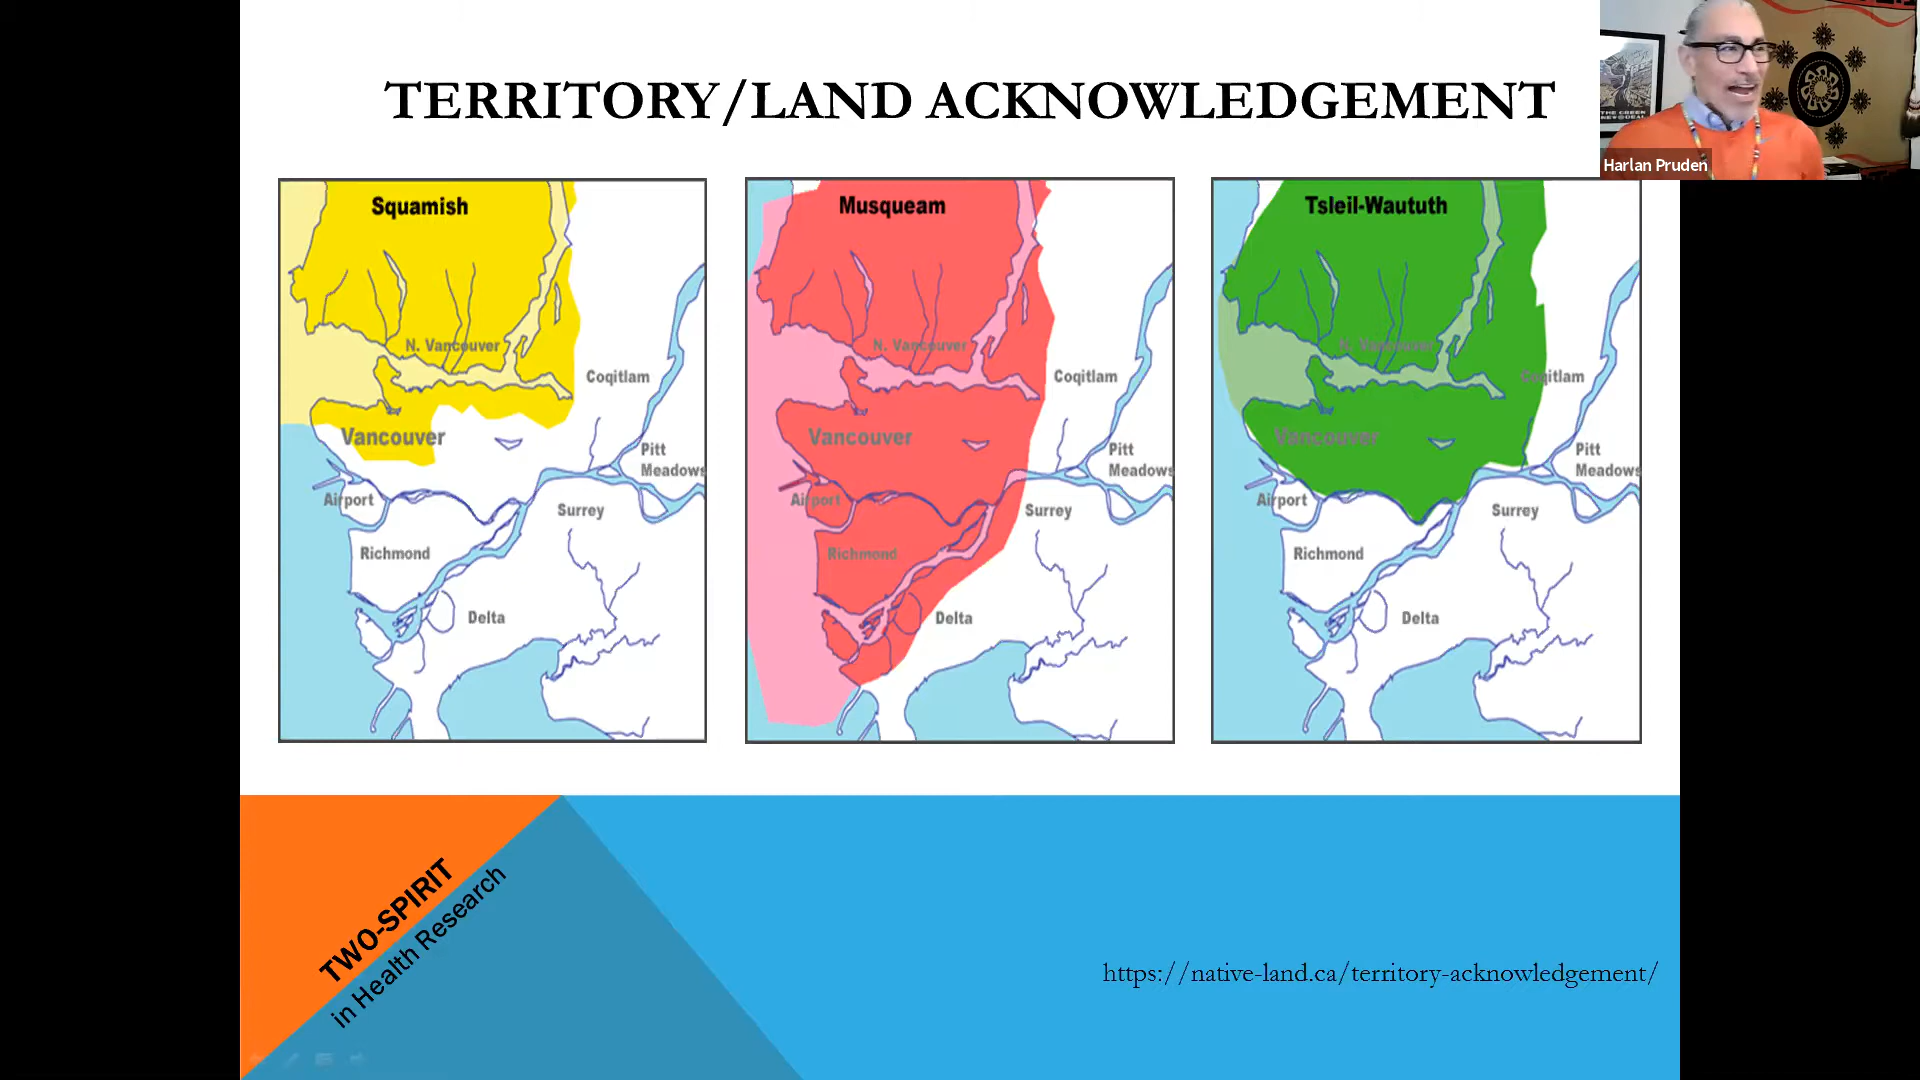 TERRITORY/LAND ACKNOWLEDGEMENT
THE GREEN
Harlan Pruden
Squamish
N. Vancouver
Coqitlam
Vancouver
Pitt
Meadows
Airport
Surrey
Richmond
Delta
Musqueam
N. Vancouver
Coqitlam
Vancouver
Pitt
Meadows
Airport
Surrey
Richmond
Delta
Tsleil-Waututh
N. Vancouver
Coqitlam
Vancouver
Pitt
Meadows
Airport
Surrey
Richmond
Delta
TWO-SPIRIT
in Health Research
https://native-land.ca/territory-acknowledgement/